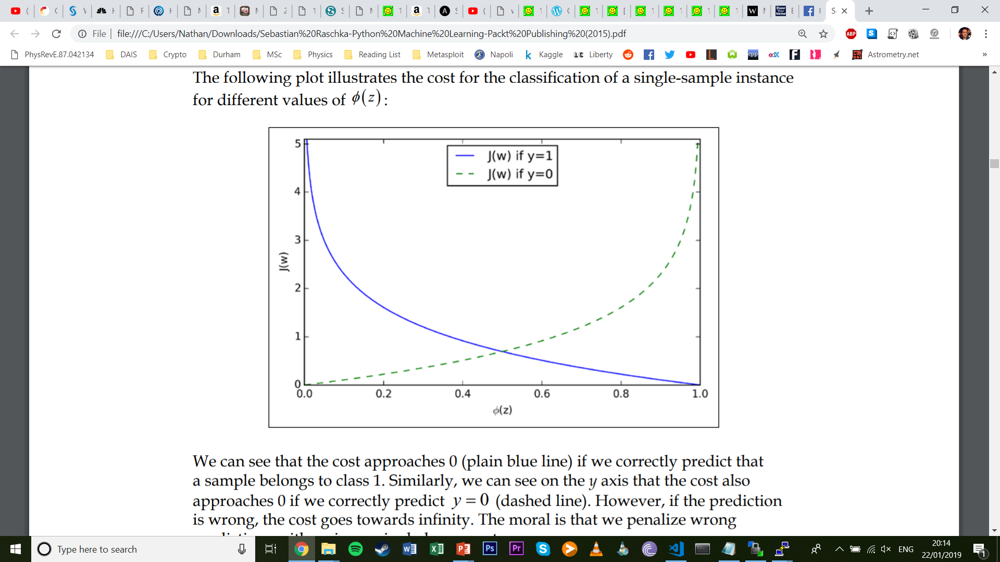 File
file:///C:/Users/Nathan/Downloads/Sebastian%20Raschka-Python%20Machine%20Learning-Packt%20Publishing%20(2015).pdf
ABP
PhysRevE.87.042134
DAIS
Crypto
Durham
MSc
Physics
Reading List
Metasploit
Napoli
k Kaggle
LC Liberty
cpp
edX
Astrometry.net
»
The following plot illustrates the cost for the classification of a single-sample instance
for different values of ϕ(z):
J(w) if y=1
J(w) if y=0
5
4
3
2
1
0
J(w)
0.0 0.2 0.4 0.6 0.8 1.0
ϕ(z)
We can see that the cost approaches 0 (plain blue line) if we correctly predict that
a sample belongs to class 1. Similarly, we can see on the y axis that the cost also
approaches 0 if we correctly predict y = 0 (dashed line). However, if the prediction
is wrong, the cost goes towards infinity. The moral is that we penalize wrong
Type here to search
Ps
Pr
ENG
20:14
22/01/2019
1